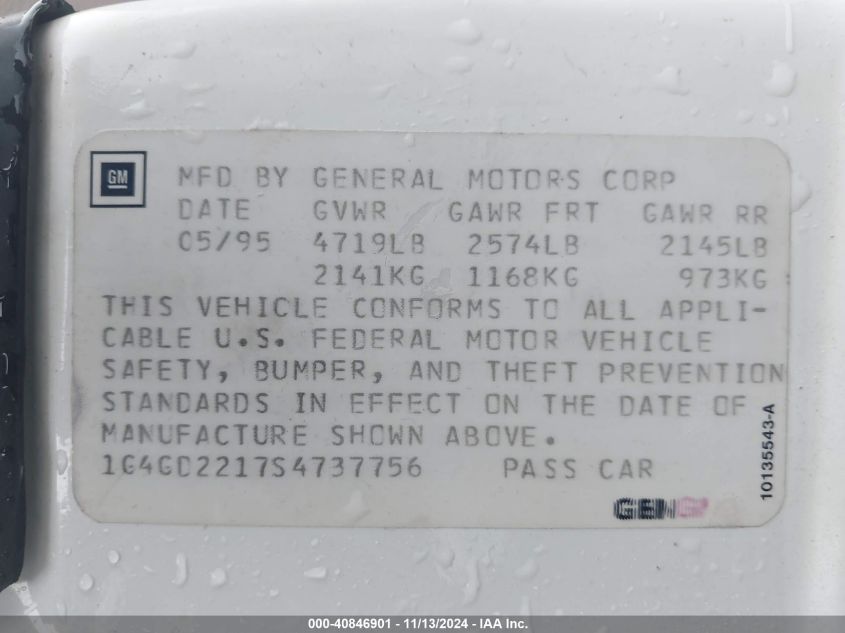 GM
MFD BY GENERAL MOTORS CORP
DATE GVWR GAWR FRT GAWR RR
05/95 4719LB 2574LB 2145LB
2141KG 1168KG 973KG
THIS VEHICLE CONFORMS TO ALL APPLI-
CABLE U.S. FEDERAL MOTOR VEHICLE
SAFETY, BUMPER, AND THEFT PREVENTION
STANDARDS IN EFFECT ON THE DATE OF
MANUFACTURE SHOWN ABOVE.
1G4GD2217S4737756 PASS CAR
10135543-A
000-40846901 - 11/13/2024 - IAA Inc.